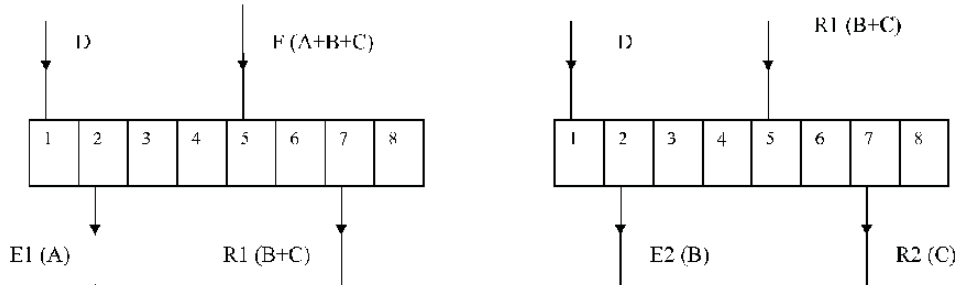 D F (A+B+C) D R1 (B+C)
1 2 3 4 5 6 7 8 1 2 3 4 5 6 7 8
E1 (A) R1 (B+C) E2 (B) R2 (C)